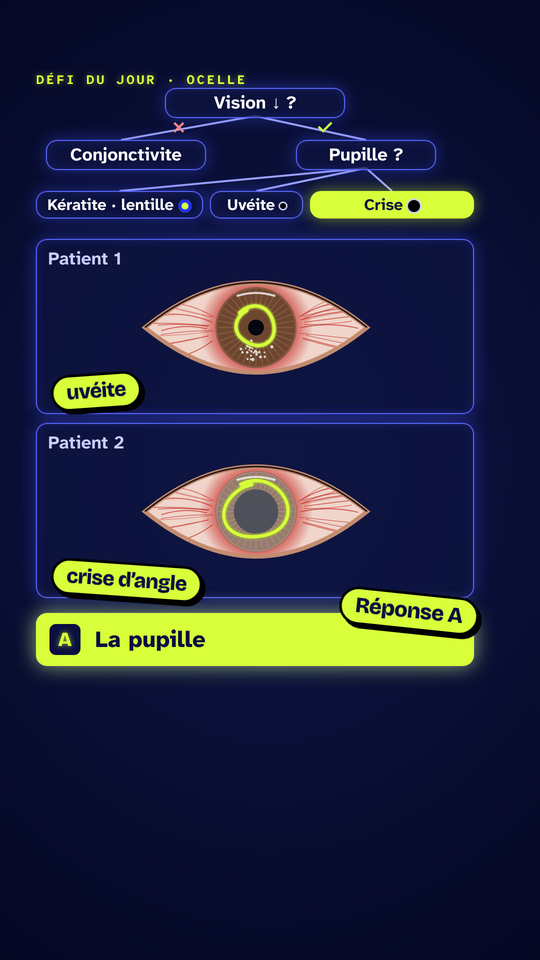 DÉFI DU JOUR · OCELLE
Vision ↓ ?
Conjonctivite
Pupille ?
Kératite · lentille
Uvéite
Crise
Patient 1
uvéite
Patient 2
crise d'angle
Réponse A
A La pupille